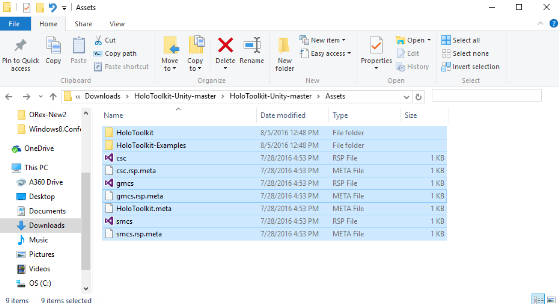 Assets
File Home Share View
Pin to Quick access
Copy
Paste
Cut
Copy path
Paste shortcut
Clipboard
Move to
Copy to
Delete
Rename
Organize
New folder
New item
Easy access
New
Properties
Open
Edit
History
Open
Select all
Select none
Invert selection
Select
« Downloads > HoloToolkit-Unity-master > HoloToolkit-Unity-master > Assets
ORex-New2
Windows8.Confe
OneDrive
This PC
A360 Drive
Desktop
Documents
Downloads
Music
Pictures
Videos
OS (C:)
Name Date modified Type Size
HoloToolkit 8/5/2016 12:48 PM File folder
HoloToolkit-Examples 8/5/2016 12:48 PM File folder
csc 7/28/2016 4:53 PM RSP File 1 KB
csc.rsp.meta 7/28/2016 4:53 PM META File 1 KB
gmcs 7/28/2016 4:53 PM RSP File 1 KB
gmcs.rsp.meta 7/28/2016 4:53 PM META File 1 KB
HoloToolkit.meta 7/28/2016 4:53 PM META File 1 KB
smcs 7/28/2016 4:53 PM RSP File 1 KB
smcs.rsp.meta 7/28/2016 4:53 PM META File 1 KB
9 items 9 items selected